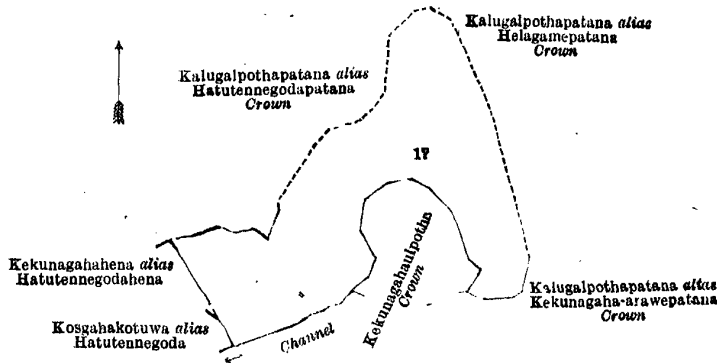 Kalugalpothapatana alias
Helagamepatana
Crown
Kalugalpothapatana alias
Hatutennegodapatana
Crown
17
Kekunagahahena alias
Hatutennegodahena
Kekunagahaulpotha
Crown
Kalugalpothapatana alias
Kekunagaha-arawepatana
Crown
Kosgahakotuwa alias
Hatutennegoda
Channel